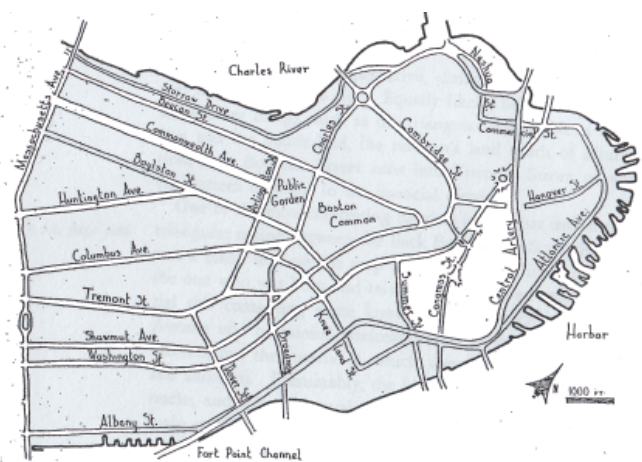 Charles River
Nashua St.
Massachusetts Ave.
Storrow Drive
Beacon St.
Commonwealth Ave.
Charles St.
Cambridge St.
Commercial St.
Boylston
Arlington St.
Public
Garden
Boston
Common
Hanover St
Huntington Ave.
Columbus Ave.
Tremont St.
Shawmut Ave.
Washington St.
Summer St
Congress St.
Central Artery
Atlantic Ave.
Harbor
Kneeland St.
Broadway
Dover St.
Albany St.
Fort Point Channel
N
1000 FT.